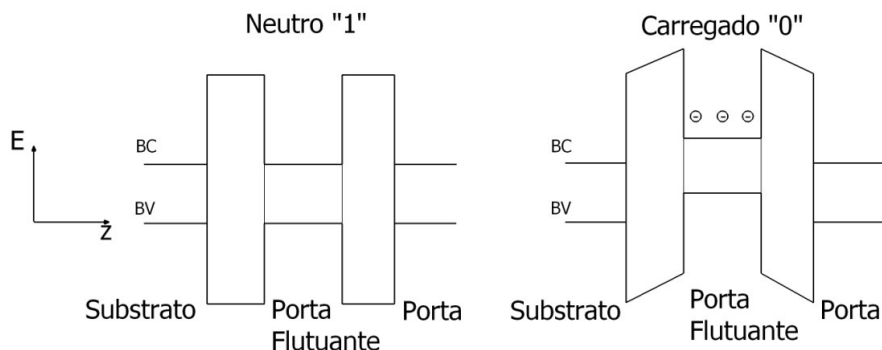 Neutro "1"
Carregado "0"
E
z
BC
BV
Substrato
Porta
Flutuante
Porta
BC
BV
Substrato
Porta
Flutuante
Porta